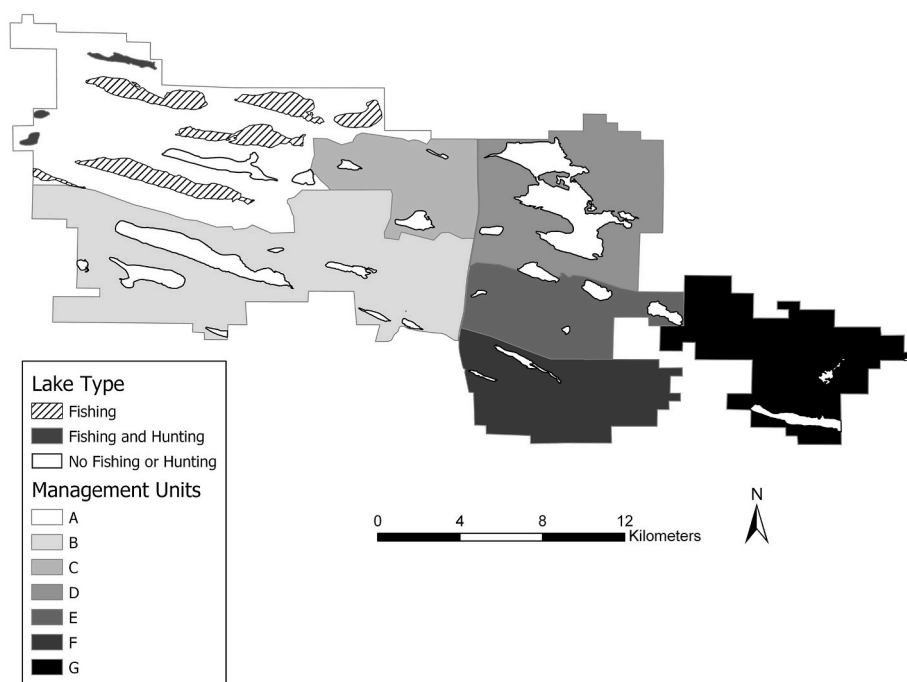 Lake Type
Fishing
Fishing and Hunting
No Fishing or Hunting
Management Units
A
B
C
D
E
F
G
0 4 8 12
Kilometers
N